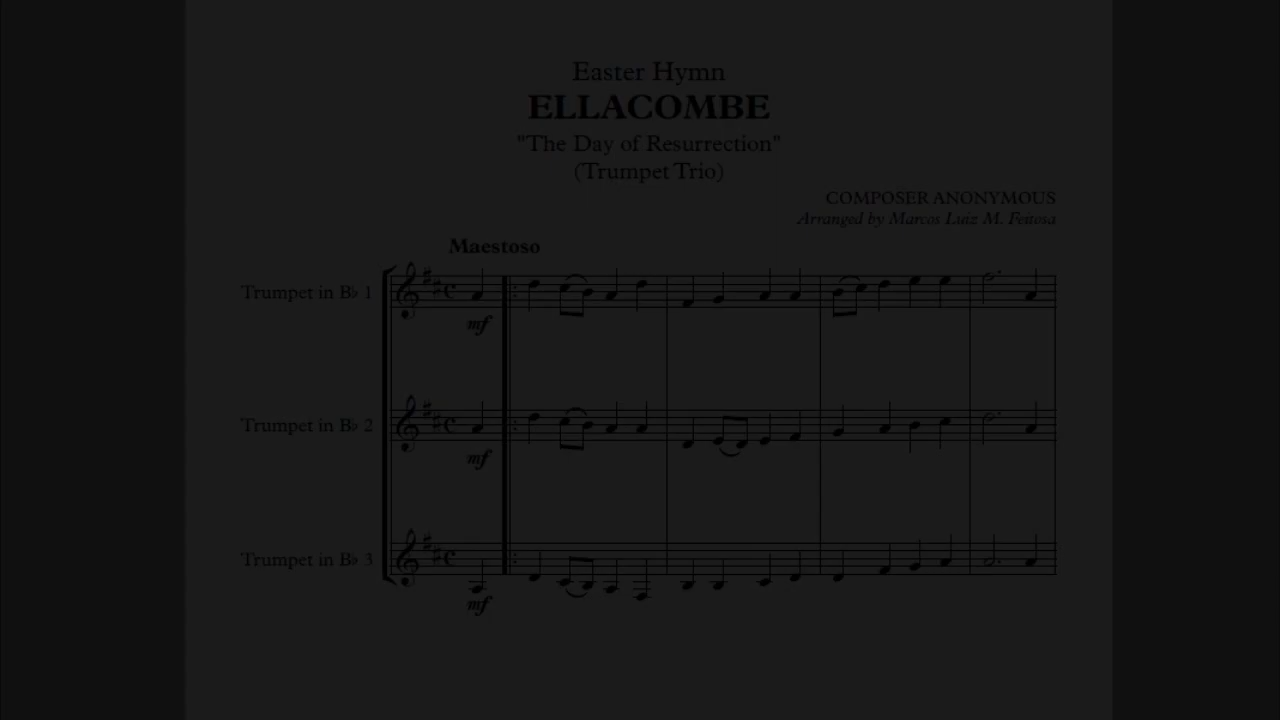 Easter Hymn
ELLACOMBE
"The Day of Resurrection"
(Trumpet Trio)
COMPOSER ANONYMOUS
Arranged by Marcos Luiz M. Feitosa
Maestoso
Trumpet in B♭ 1
mf
Trumpet in B♭ 2
mf
Trumpet in B♭ 3
mf